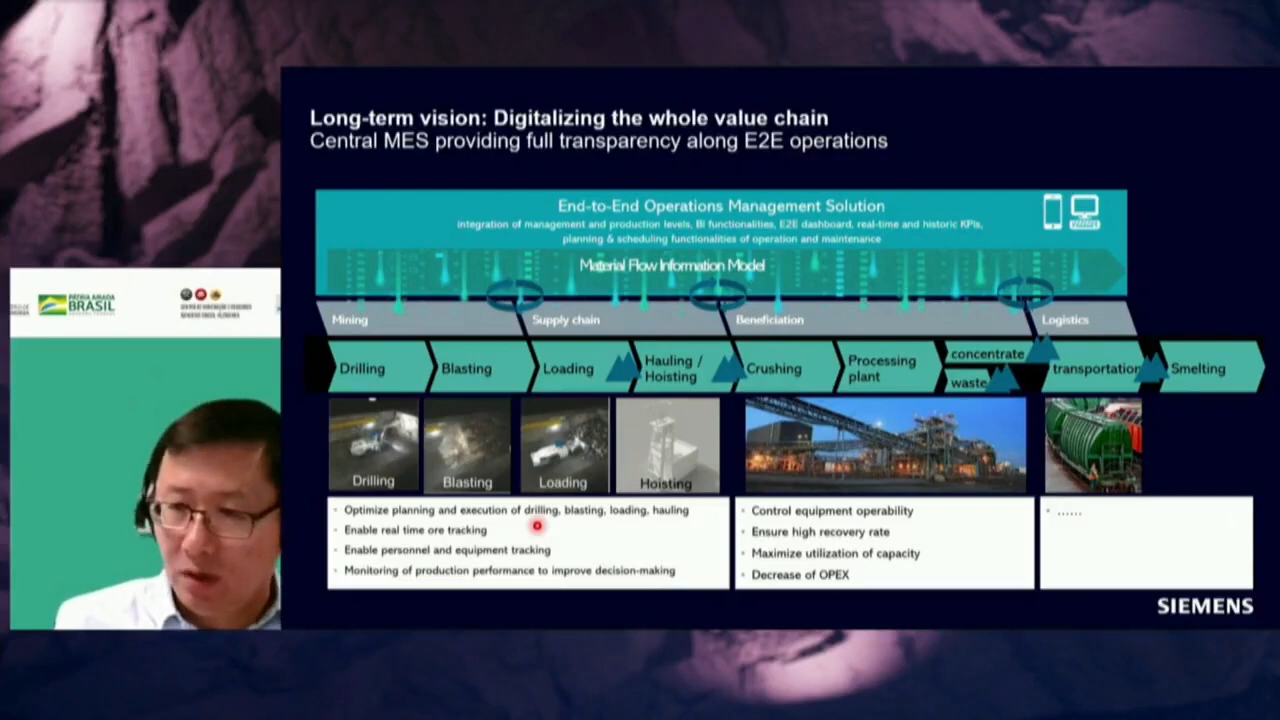 Long-term vision: Digitalizing the whole value chain
Central MES providing full transparency along E2E operations
End-to-End Operations Management Solution
integration of management and production levels, BI functionalities, E2E dashboard, real-time and historic KPIs,
planning & scheduling functionalities of operation and maintenance
Material Flow Information Model
Mining
Supply chain
Beneficiation
Logistics
Drilling
Blasting
Loading
Hauling /
Hoisting
Crushing
Processing
plant
concentrate
waste
transportation
Smelting
Drilling
Blasting
Loading
Hoisting
· Optimize planning and execution of drilling, blasting, loading, hauling
· Enable real time ore tracking
· Enable personnel and equipment tracking
· Monitoring of production performance to improve decision-making
· Control equipment operability
· Ensure high recovery rate
· Maximize utilization of capacity
· Decrease of OPEX
· ......
SIEMENS
PÁTRIA AMADA
BRASIL